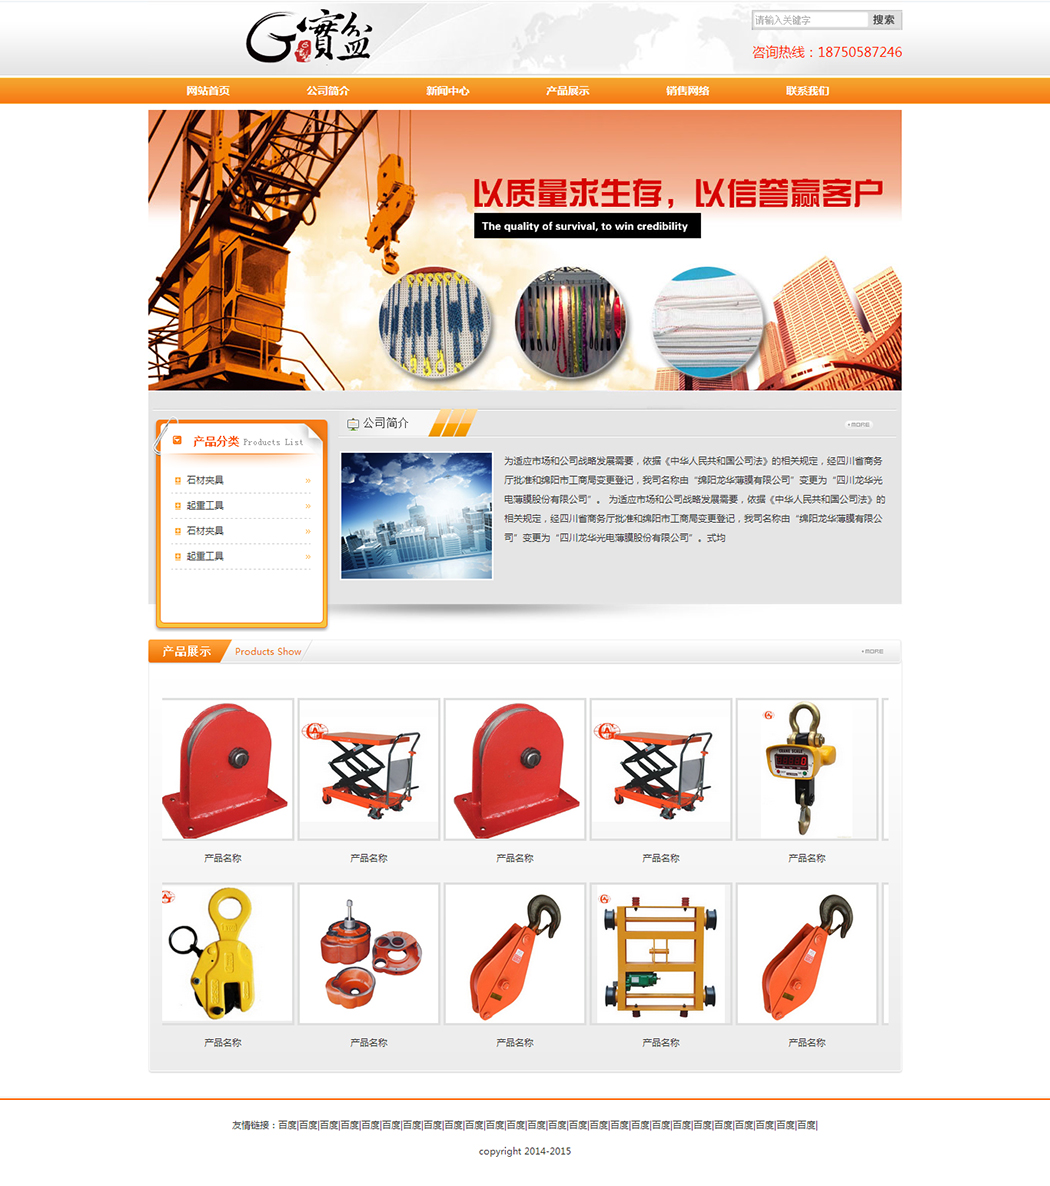 G寶盆
请输入关键字
搜索
咨询热线：18750587246
网站首页 公司简介 新闻中心 产品展示 销售网络 联系我们
以质量求生存，以信誉赢客户
The quality of survival, to win credibility
产品分类 Products List
石材夹具 »
起重工具 »
石材夹具 »
起重工具 »
公司简介
·MORE
为适应市场和公司战略发展需要，依据《中华人民共和国公司法》的相关规定，经四川省商务
厅批准和绵阳市工商局变更登记，我司名称由“绵阳龙华薄膜有限公司”变更为“四川龙华光
电薄膜股份有限公司”。 为适应市场和公司战略发展需要，依据《中华人民共和国公司法》的
相关规定，经四川省商务厅批准和绵阳市工商局变更登记，我司名称由“绵阳龙华薄膜有限公
司”变更为“四川龙华光电薄膜股份有限公司”。式均
产品展示 Products Show
·MORE
CRANE SCALE
产品名称 产品名称 产品名称 产品名称 产品名称
产品名称 产品名称 产品名称 产品名称 产品名称
友情链接：百度|百度|百度|百度|百度|百度|百度|百度|百度|百度|百度|百度|百度|百度|百度|百度|百度|百度|百度|百度|百度|百度|百度|百度|百度|百度|
copyright 2014-2015